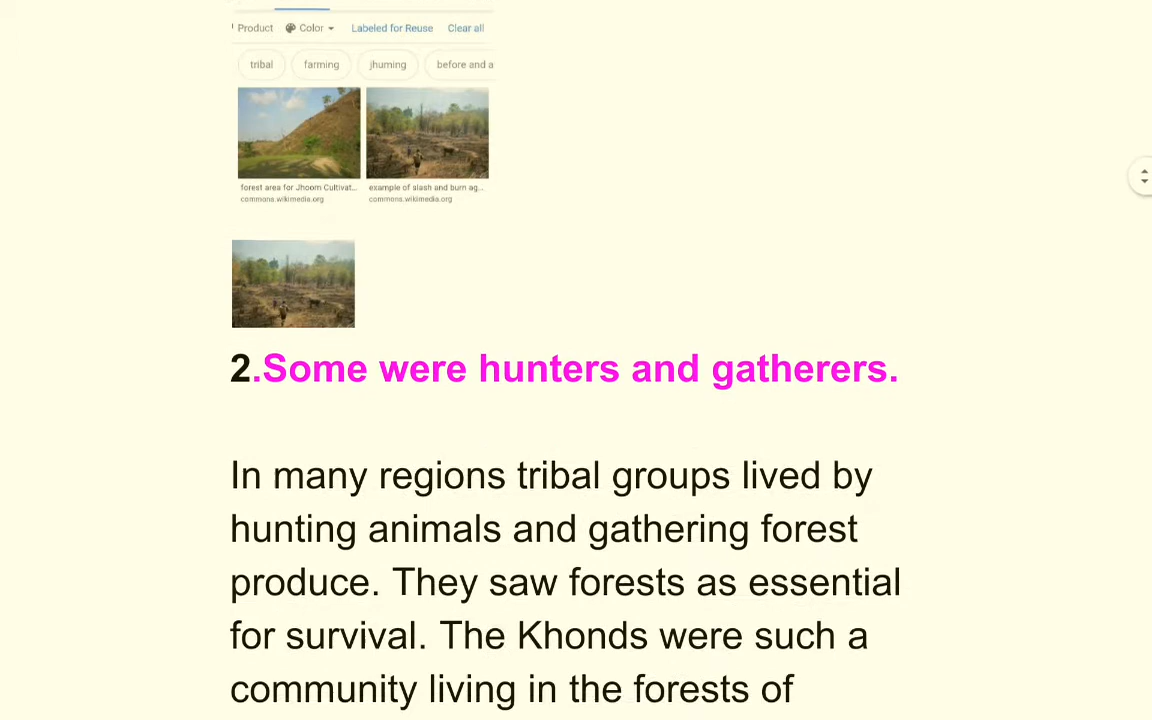 Product Color Labeled for Reuse Clear all
tribal farming jhuming before and a
forest area for Jhoom Cultivat... example of slash and burn ag...
commons.wikimedia.org commons.wikimedia.org
2.Some were hunters and gatherers.
In many regions tribal groups lived by
hunting animals and gathering forest
produce. They saw forests as essential
for survival. The Khonds were such a
community living in the forests of